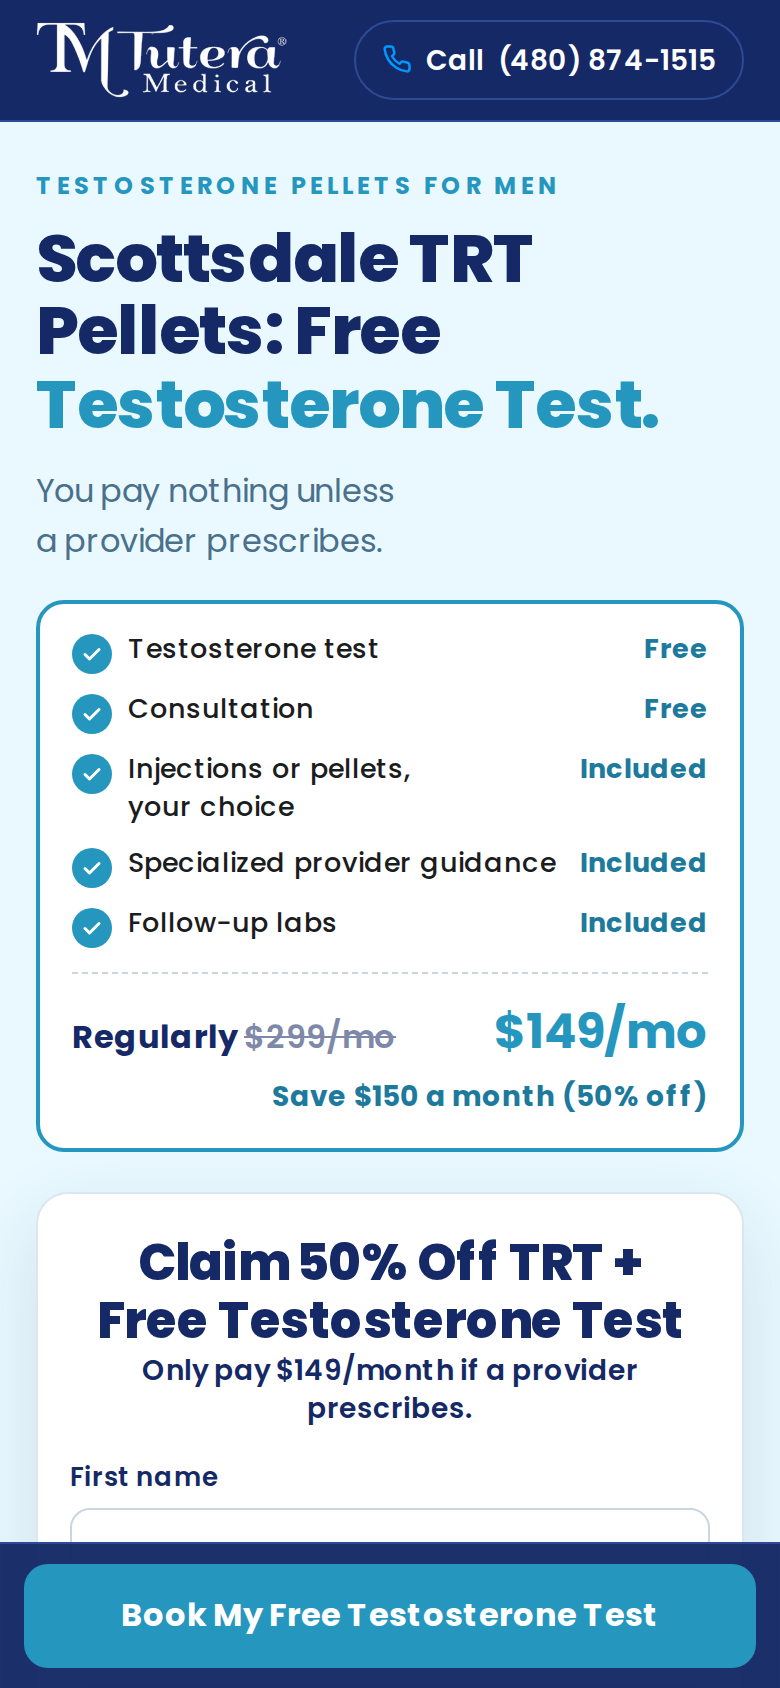 TM Tutera®
Medical
Call (480) 874-1515
TESTOSTERONE PELLETS FOR MEN
Scottsdale TRT
Pellets: Free
Testosterone Test.
You pay nothing unless
a provider prescribes.
Testosterone test Free
Consultation Free
Injections or pellets, Included
your choice
Specialized provider guidance Included
Follow-up labs Included
Regularly $299/mo $149/mo
Save $150 a month (50% off)
Claim 50% Off TRT +
Free Testosterone Test
Only pay $149/month if a provider
prescribes.
First name
Book My Free Testosterone Test